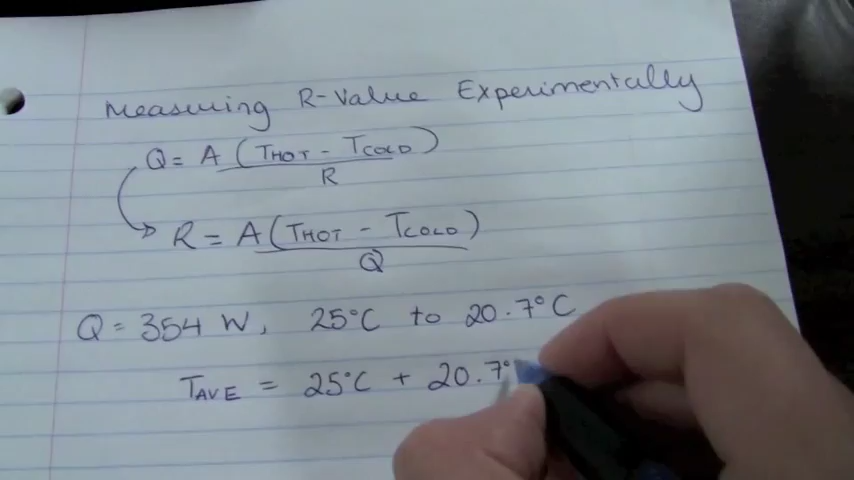 Measuring R-Value Experimentally
Q = A (THOT - TCOLD)
R
R = A (THOT - TCOLD)
Q
Q = 354 W, 25°C to 20.7°C
TAVE = 25°C + 20.7°